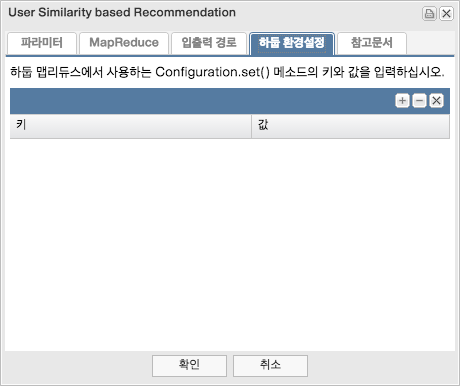 User Similarity based Recommendation
파라미터 MapReduce 입출력 경로 하둡 환경설정 참고문서
하둡 맵리듀스에서 사용하는 Configuration.set() 메소드의 키와 값을 입력하십시오.
키 값
확인 취소